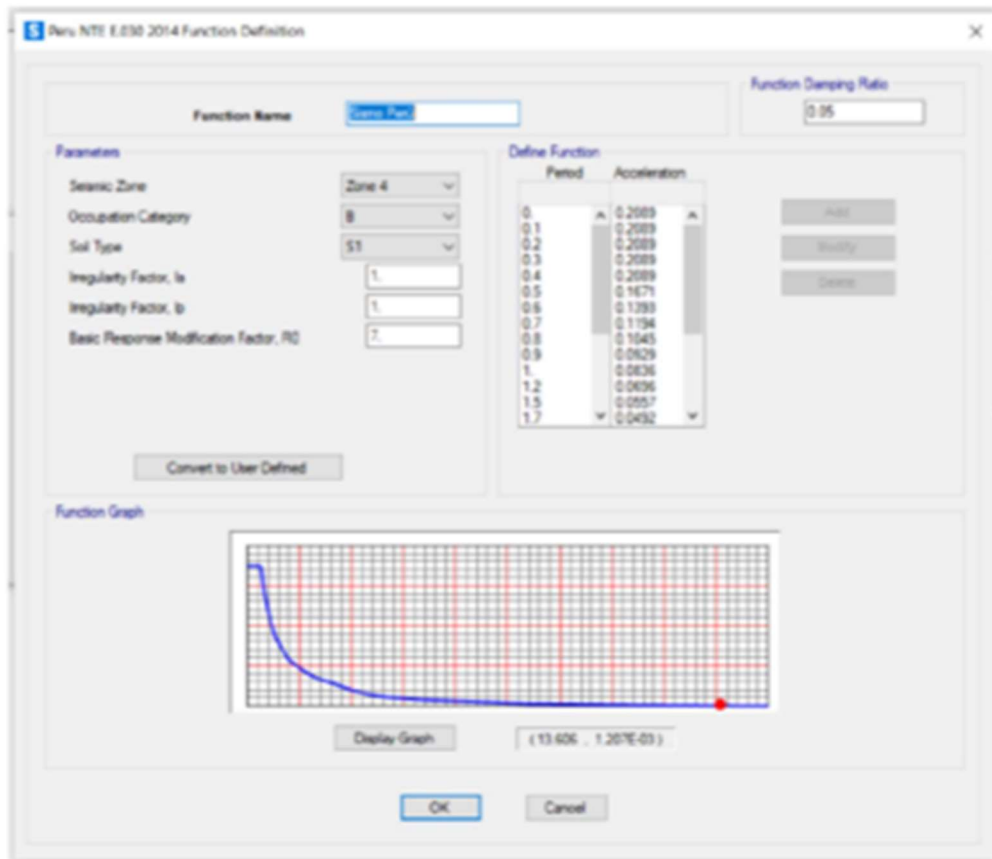 S Peru NTE E.030 2014 Function Definition
Function Damping Ratio
Function Name
0.05
Parameters
Define Function
Period Acceleration
Seismic Zone Zone 4
Occupation Category B
Soil Type S1
Irregularity Factor, Ia 1.
Irregularity Factor, Ip 1.
Basic Response Modification Factor, R0 7.
0. 0.2089
0.1 0.2089
0.2 0.2089
0.3 0.2089
0.4 0.2089
0.5 0.1671
0.6 0.1393
0.7 0.1194
0.8 0.1045
0.9 0.0929
1. 0.0836
1.2 0.0696
1.5 0.0557
1.7 0.0492
Add
Modify
Delete
Convert to User Defined
Function Graph
Display Graph
(13.606 , 1.207E-03)
OK
Cancel